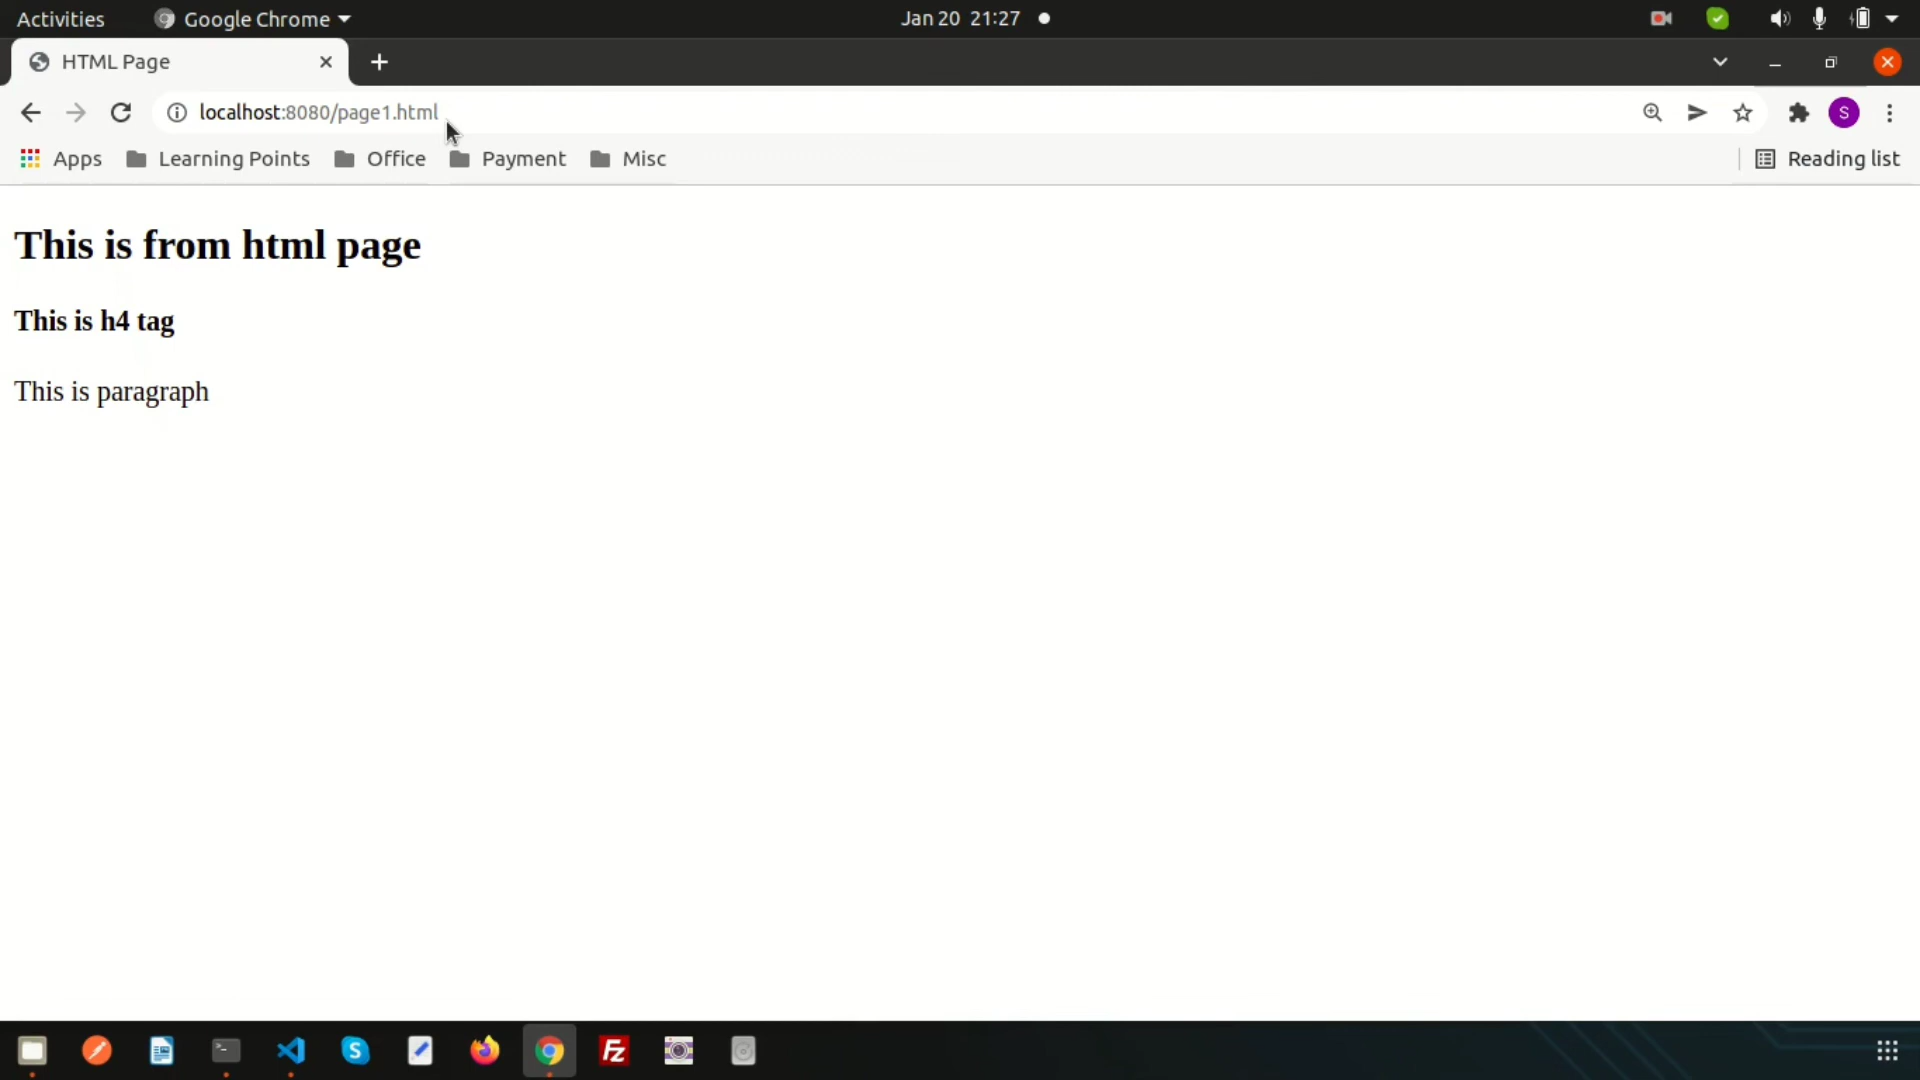 Activities
Google Chrome
Jan 20 21:27
HTML Page
localhost:8080/page1.html
S
Apps
Learning Points
Office
Payment
Misc
Reading list
This is from html page
This is h4 tag
This is paragraph
>_
S
Fz